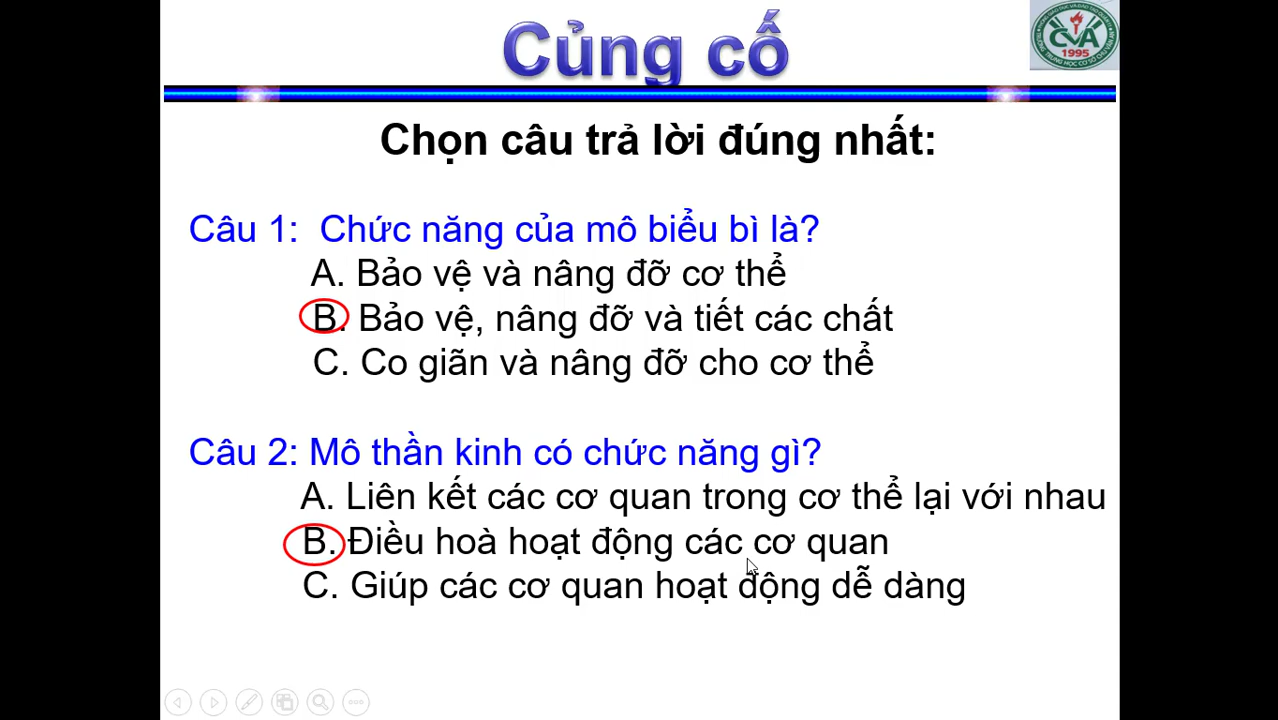 Củng cố
CVA
1995
Chọn câu trả lời đúng nhất:
Câu 1: Chức năng của mô biểu bì là?
A. Bảo vệ và nâng đỡ cơ thể
B. Bảo vệ, nâng đỡ và tiết các chất
C. Co giãn và nâng đỡ cho cơ thể
Câu 2: Mô thần kinh có chức năng gì?
A. Liên kết các cơ quan trong cơ thể lại với nhau
B. Điều hoà hoạt động các cơ quan
C. Giúp các cơ quan hoạt động dễ dàng